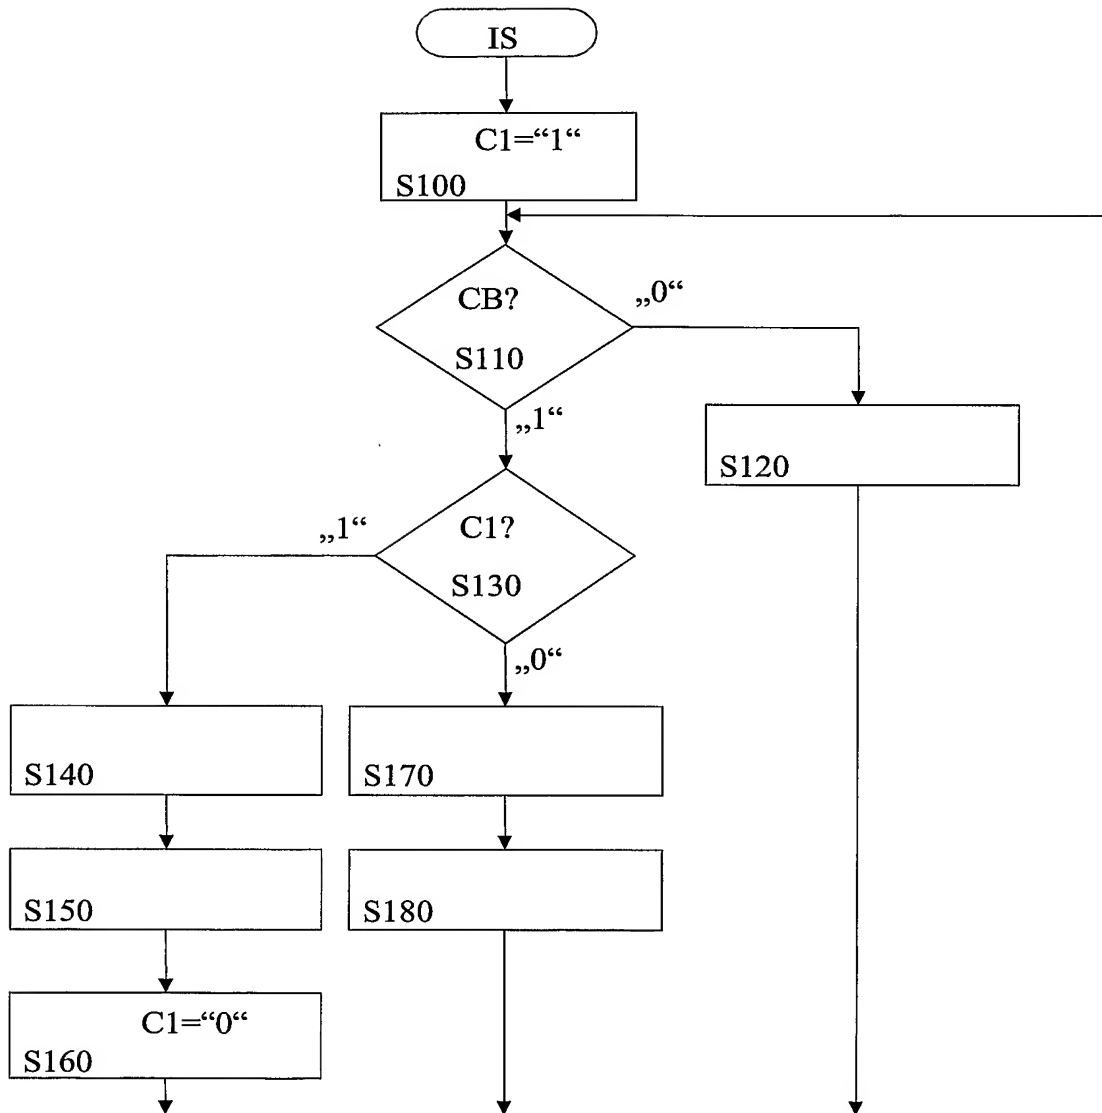 IS
C1=“1“
S100
CB?
„0“
S110
„1“
S120
„1“
C1?
S130
„0“
S140
S170
S150
S180
C1=“0“
S160